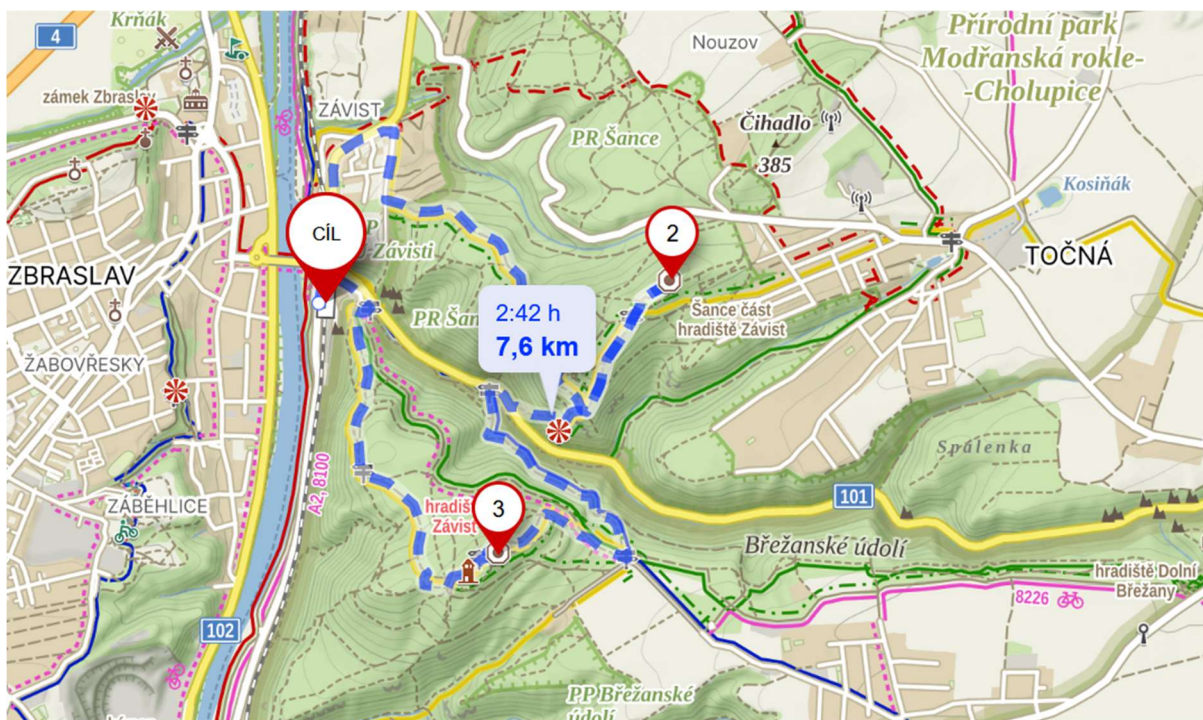 4
Krňák
Nouzov
Přírodní park
Modřanská rokle-
-Cholupice
zámek Zbraslav
ZÁVIST
PR Šance
Čihadlo
385
Kosiňák
CÍL
2
Závisti
TOČNÁ
ZBRASLAV
2:42 h
7,6 km
PR Šan
Šance část
hradiště Závist
ŽABOVŘESKY
Spálenka
A2, 8100
101
ZÁBĚHLICE
3
Závist
Břežanské údolí
hradiště Dolní
Břežany
8226
102
PP Břežanské
údolí